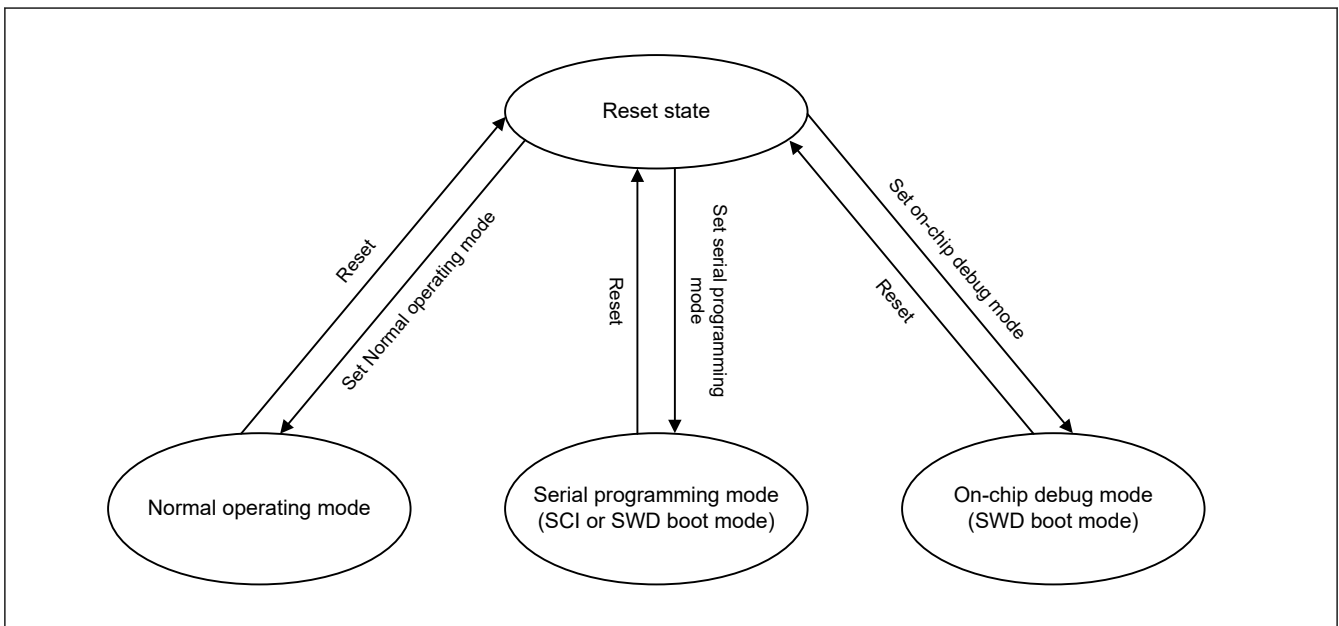 Reset state
Reset
Set Normal operating mode
Reset
Set serial programming
mode
Reset
Set on-chip debug mode
Normal operating mode
Serial programming mode
(SCI or SWD boot mode)
On-chip debug mode
(SWD boot mode)